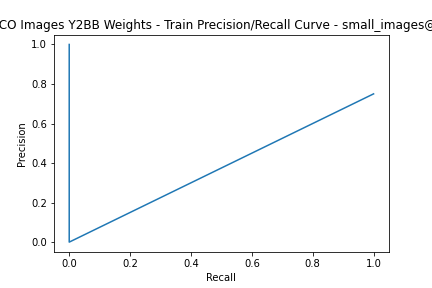 CO Images Y2BB Weights - Train Precision/Recall Curve - small_images@
1.0
0.8
0.6
0.4
0.2
0.0
Precision
0.0 0.2 0.4 0.6 0.8 1.0
Recall